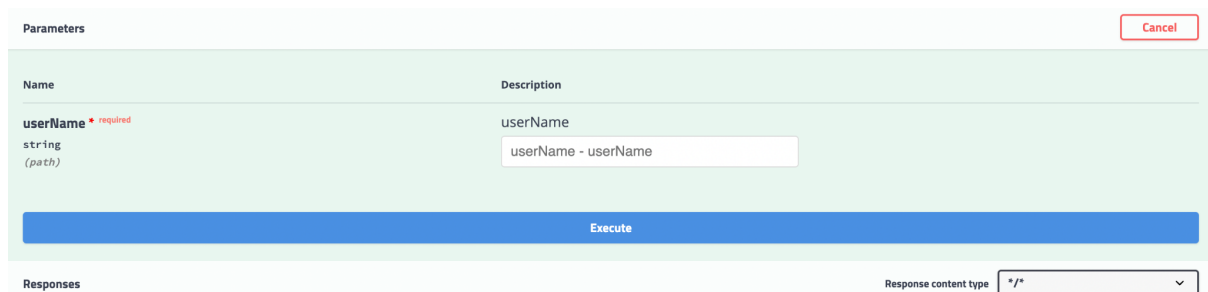 Parameters Cancel
Name Description
userName * required userName
string userName - userName
(path)
Execute
Responses Response content type */*